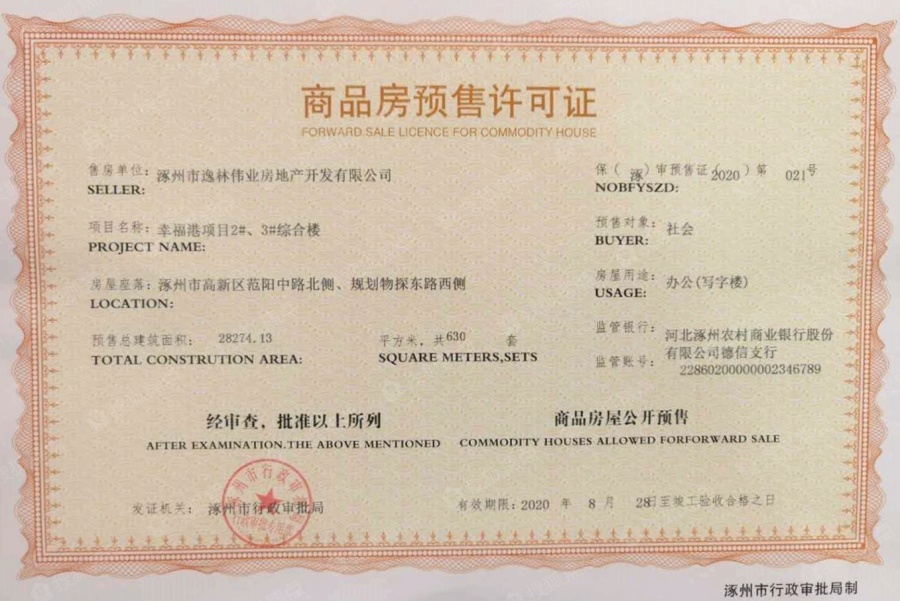 商品房预售许可证
FORWARD SALE LICENCE FOR COMMODITY HOUSE
售房单位: 涿州市逸林伟业房地产开发有限公司
SELLER:
保( 涿 )审预售证( 2020 )第 021号
NOBFYSZD:
项目名称: 幸福港项目2#、3#综合楼
PROJECT NAME:
预售对象: 社会
BUYER:
房屋座落: 涿州市高新区范阳中路北侧、规划物探东路西侧
LOCATION:
房屋用途: 办公(写字楼)
USAGE:
预售总建筑面积: 28274.13 平方米,共630 套
TOTAL CONSTRUTION AREA: SQUARE METERS,SETS
监管银行: 河北涿州农村商业银行股份
有限公司德信支行
监管账号: 22860200000002346789
经审查,批准以上所列 商品房屋公开预售
AFTER EXAMINATION.THE ABOVE MENTIONED COMMODITY HOUSES ALLOWED FORFORWARD SALE
发证机关: 涿州市行政审批局
有效期限:2020 年 8 月 28日至竣工验收合格之日
涿州市行政审批局制